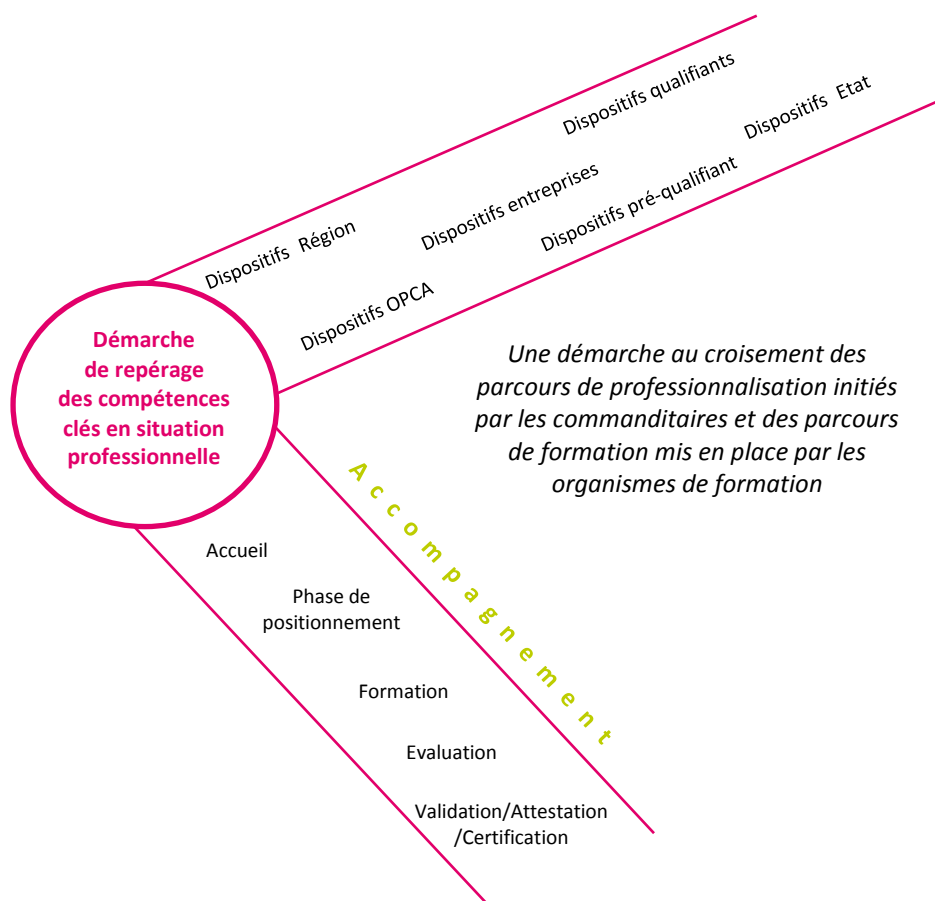 Dispositifs qualifiants
Dispositifs Etat
Dispositifs entreprises
Dispositifs pré-qualifiant
Dispositifs Région
Dispositifs OPCA
Démarche
de repérage
des compétences
clés en situation
professionnelle
Une démarche au croisement des
parcours de professionnalisation initiés
par les commanditaires et des parcours
de formation mis en place par les
organismes de formation
Accompagnement
Accueil
Phase de
positionnement
Formation
Evaluation
Validation/Attestation
/Certification